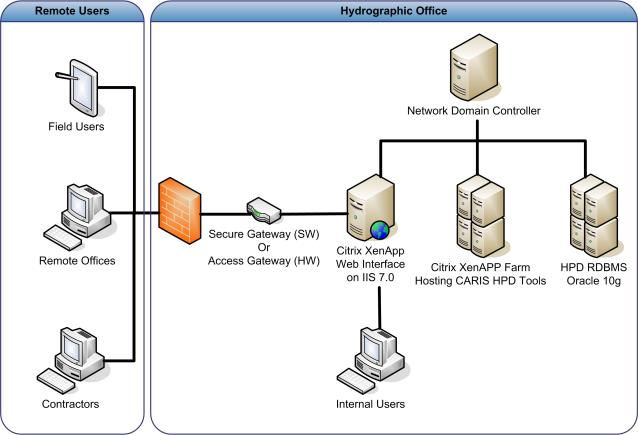 Remote Users
Hydrographic Office
Field Users
Remote Offices
Contractors
Network Domain Controller
Secure Gateway (SW)
Or
Access Gateway (HW)
Citrix XenApp
Web Interface
on IIS 7.0
Citrix XenAPP Farm
Hosting CARIS HPD Tools
HPD RDBMS
Oracle 10g
Internal Users